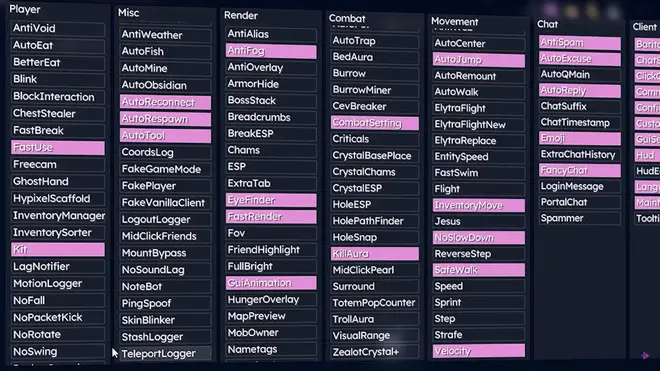 Player
AntiVoid
AutoEat
BetterEat
Blink
BlockInteraction
ChestStealer
FastBreak
FastUse
Freecam
GhostHand
HypixelScaffold
InventoryManager
InventorySorter
Kit
LagNotifier
MotionLogger
NoFall
NoPacketKick
NoRotate
NoSwing
Misc
AntiWeather
AutoFish
AutoMine
AutoObsidian
AutoReconnect
AutoRespawn
AutoTool
CoordsLog
FakeGameMode
FakePlayer
FakeVanillaClient
LogoutLogger
MidClickFriends
MountBypass
NoSoundLag
NoteBot
PingSpoof
SkinBlinker
StashLogger
TeleportLogger
Render
AntiAlias
AntiFog
AntiOverlay
ArmorHide
BossStack
Breadcrumbs
BreakESP
Chams
ESP
ExtraTab
EyeFinder
FastRender
Fov
FriendHighlight
FullBright
GuiAnimation
HungerOverlay
MapPreview
MobOwner
Nametags
Combat
AutoTrap
BedAura
Burrow
BurrowMiner
CevBreaker
CombatSetting
Criticals
CrystalBasePlace
CrystalChams
CrystalESP
HoleESP
HolePathFinder
HoleSnap
KillAura
MidClickPearl
Surround
TotemPopCounter
TrollAura
VisualRange
ZealotCrystal+
Movement
AutoCenter
AutoJump
AutoRemount
AutoWalk
ElytraFlight
ElytraFlightNew
ElytraReplace
EntitySpeed
FastSwim
Flight
InventoryMove
Jesus
NoSlowDown
ReverseStep
SafeWalk
Speed
Sprint
Step
Strafe
Velocity
Chat
AntiSpam
AutoExcuse
AutoQMain
AutoReply
ChatSuffix
ChatTimestamp
Emoji
ExtraChatHistory
FancyChat
LoginMessage
PortalChat
Spammer
Client
Hud